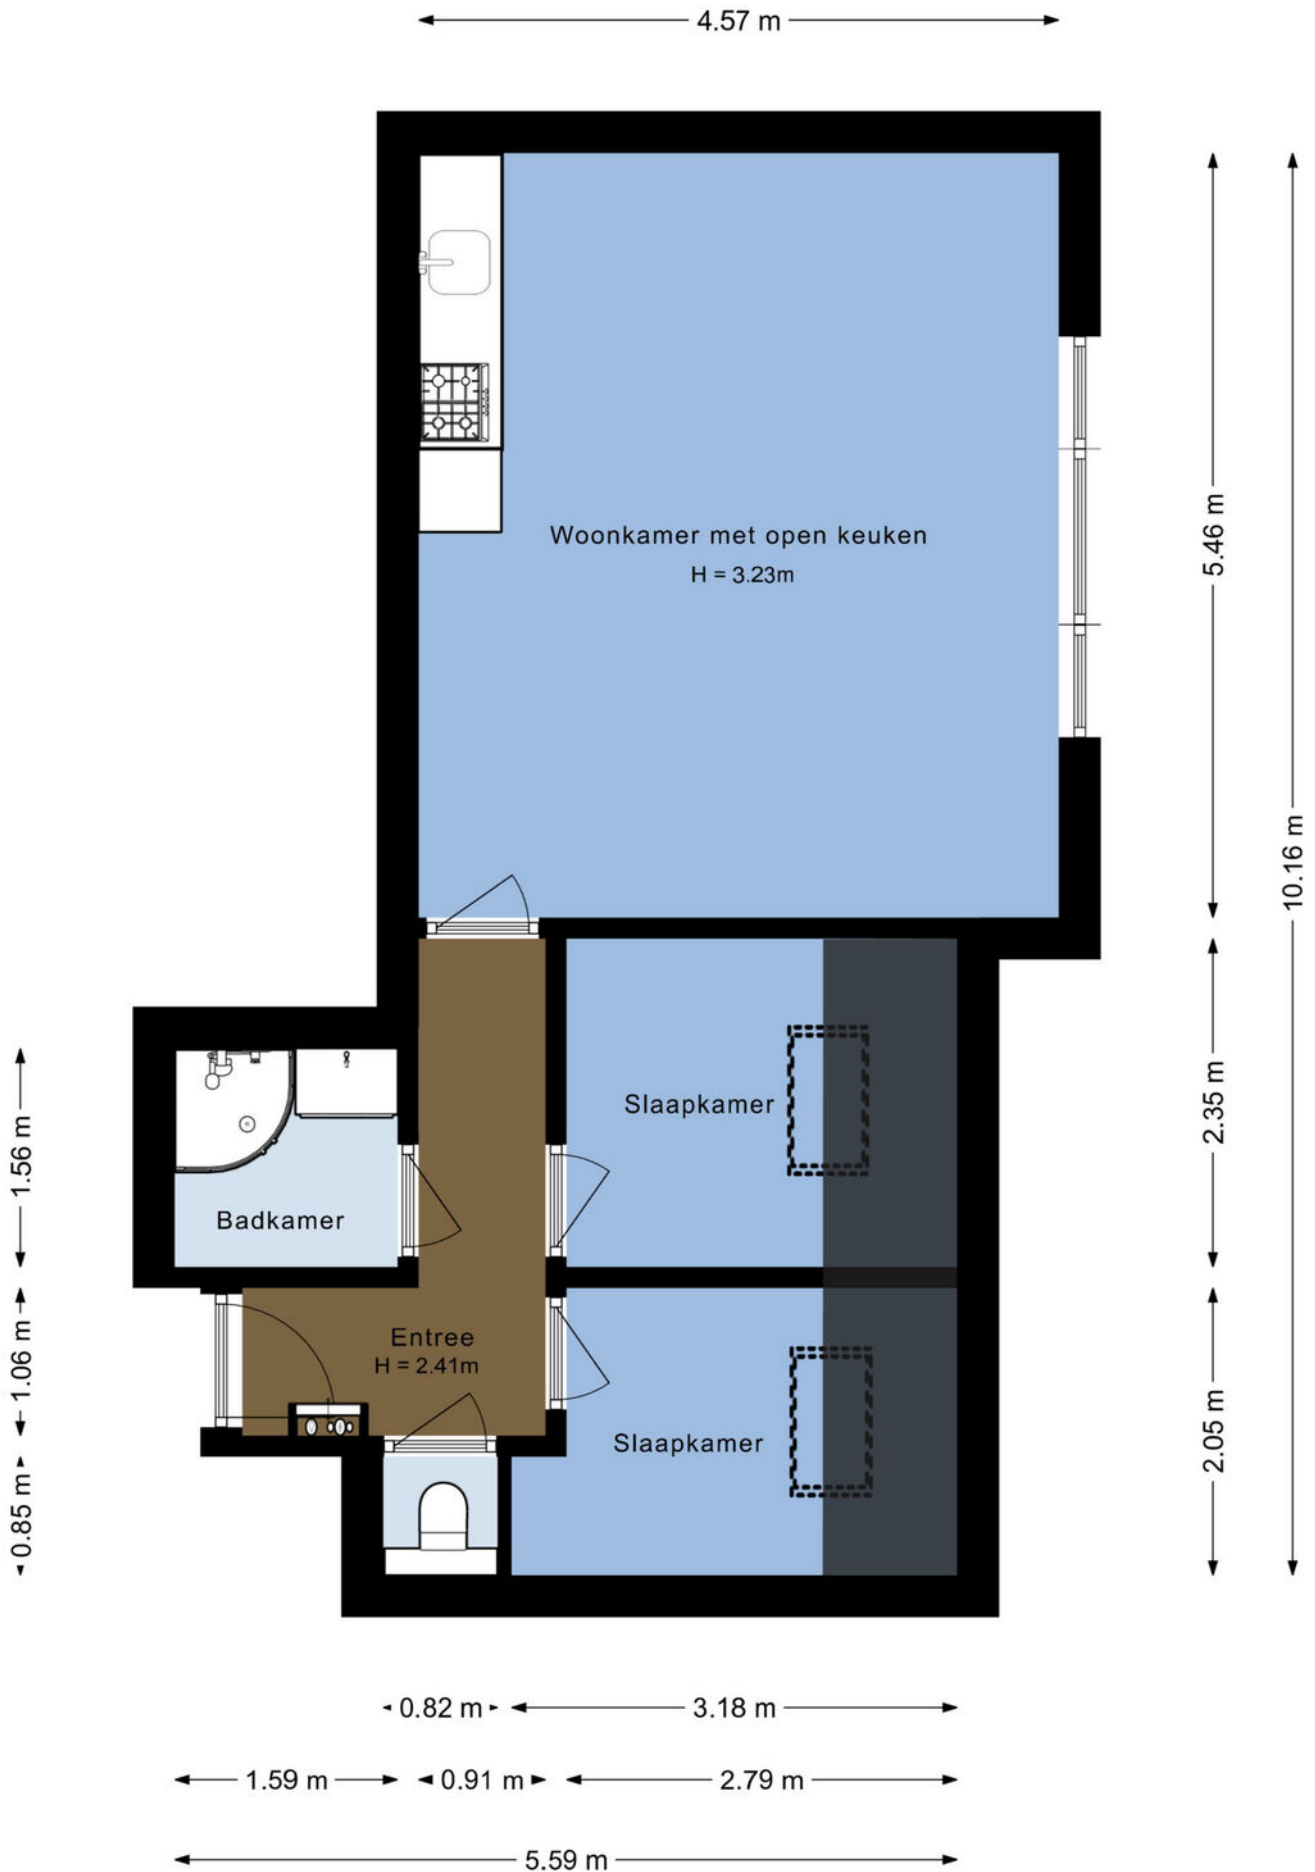 4.57 m
Woonkamer met open keuken
H = 3.23m
5.46 m
10.16 m
Slaapkamer
2.35 m
1.56 m
Badkamer
Entree
H = 2.41m
1.06 m
Slaapkamer
2.05 m
0.85 m
0.82 m
3.18 m
1.59 m
0.91 m
2.79 m
5.59 m